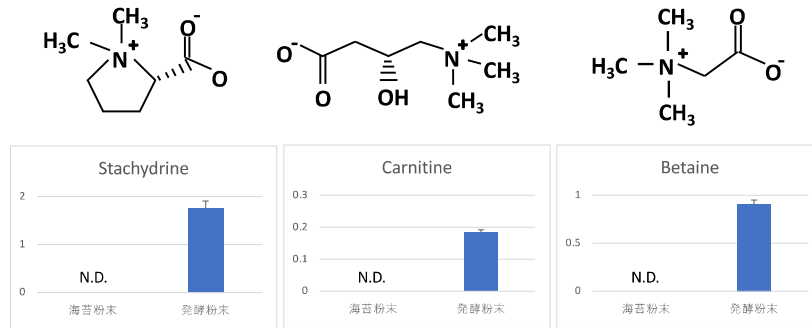 CH₃
H₃C
N
+
O⁻
O
O⁻
O
OH
N
+
CH₃
CH₃
CH₃
H₃C
N
+
CH₃
CH₃
O
O⁻
Stachydrine
2
1
0
N.D.
海苔粉末 発酵粉末
Carnitine
0.3
0.2
0.1
0
N.D.
海苔粉末 発酵粉末
Betaine
1
0.5
0
N.D.
海苔粉末 発酵粉末